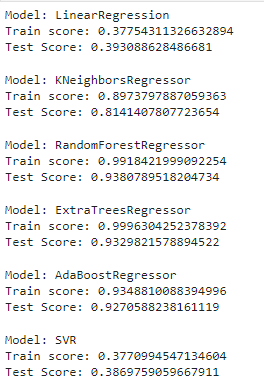 Model: LinearRegression
Train score: 0.37754311326632894
Test Score: 0.393088628486681
Model: KNeighborsRegressor
Train score: 0.8973797887059363
Test Score: 0.8141407807723654
Model: RandomForestRegressor
Train score: 0.9918421999092254
Test Score: 0.9380789518204734
Model: ExtraTreesRegressor
Train score: 0.9996304252378392
Test Score: 0.9329821578894522
Model: AdaBoostRegressor
Train score: 0.9348810088394996
Test Score: 0.9270588238161119
Model: SVR
Train score: 0.3770994547134604
Test Score: 0.3869759059667911